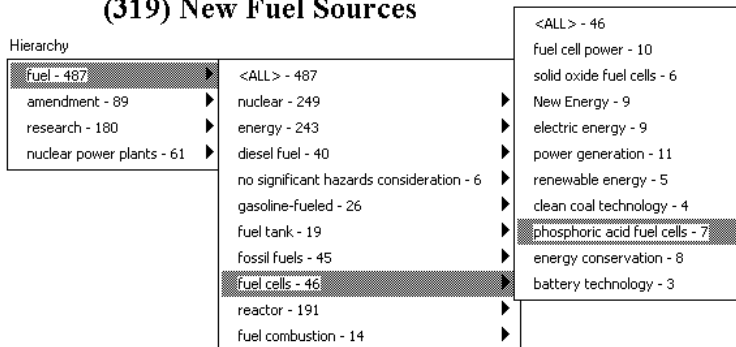 (319) New Fuel Sources
Hierarchy
fuel - 487
amendment - 89
research - 180
nuclear power plants - 61
<ALL> - 487
nuclear - 249
energy - 243
diesel fuel - 40
no significant hazards consideration - 6
gasoline-fueled - 26
fuel tank - 19
fossil fuels - 45
fuel cells - 46
reactor - 191
fuel combustion - 14
<ALL> - 46
fuel cell power - 10
solid oxide fuel cells - 6
New Energy - 9
electric energy - 9
power generation - 11
renewable energy - 5
clean coal technology - 4
phosphoric acid fuel cells - 7
energy conservation - 8
battery technology - 3